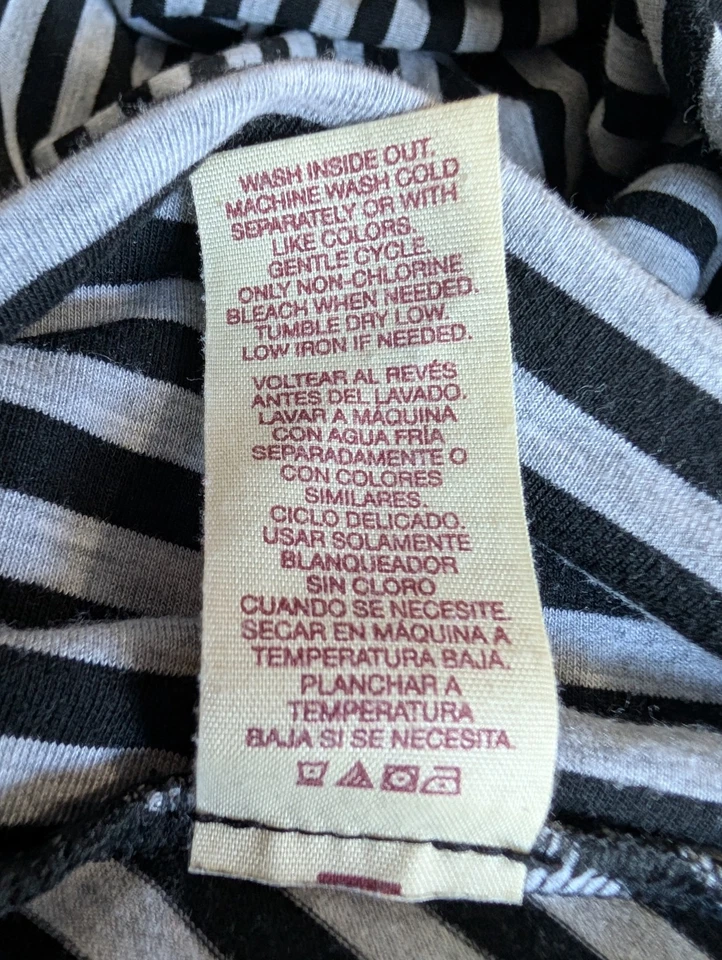 WASH INSIDE OUT.
MACHINE WASH COLD
SEPARATELY OR WITH
LIKE COLORS.
GENTLE CYCLE.
ONLY NON-CHLORINE
BLEACH WHEN NEEDED.
TUMBLE DRY LOW.
LOW IRON IF NEEDED.
VOLTEAR AL REVÉS
ANTES DEL LAVADO.
LAVAR A MÁQUINA
CON AGUA FRÍA
SEPARADAMENTE O
CON COLORES
SIMILARES.
CICLO DELICADO.
USAR SOLAMENTE
BLANQUEADOR
SIN CLORO
CUANDO SE NECESITE.
SECAR EN MÁQUINA A
TEMPERATURA BAJA.
PLANCHAR A
TEMPERATURA
BAJA SI SE NECESITA.